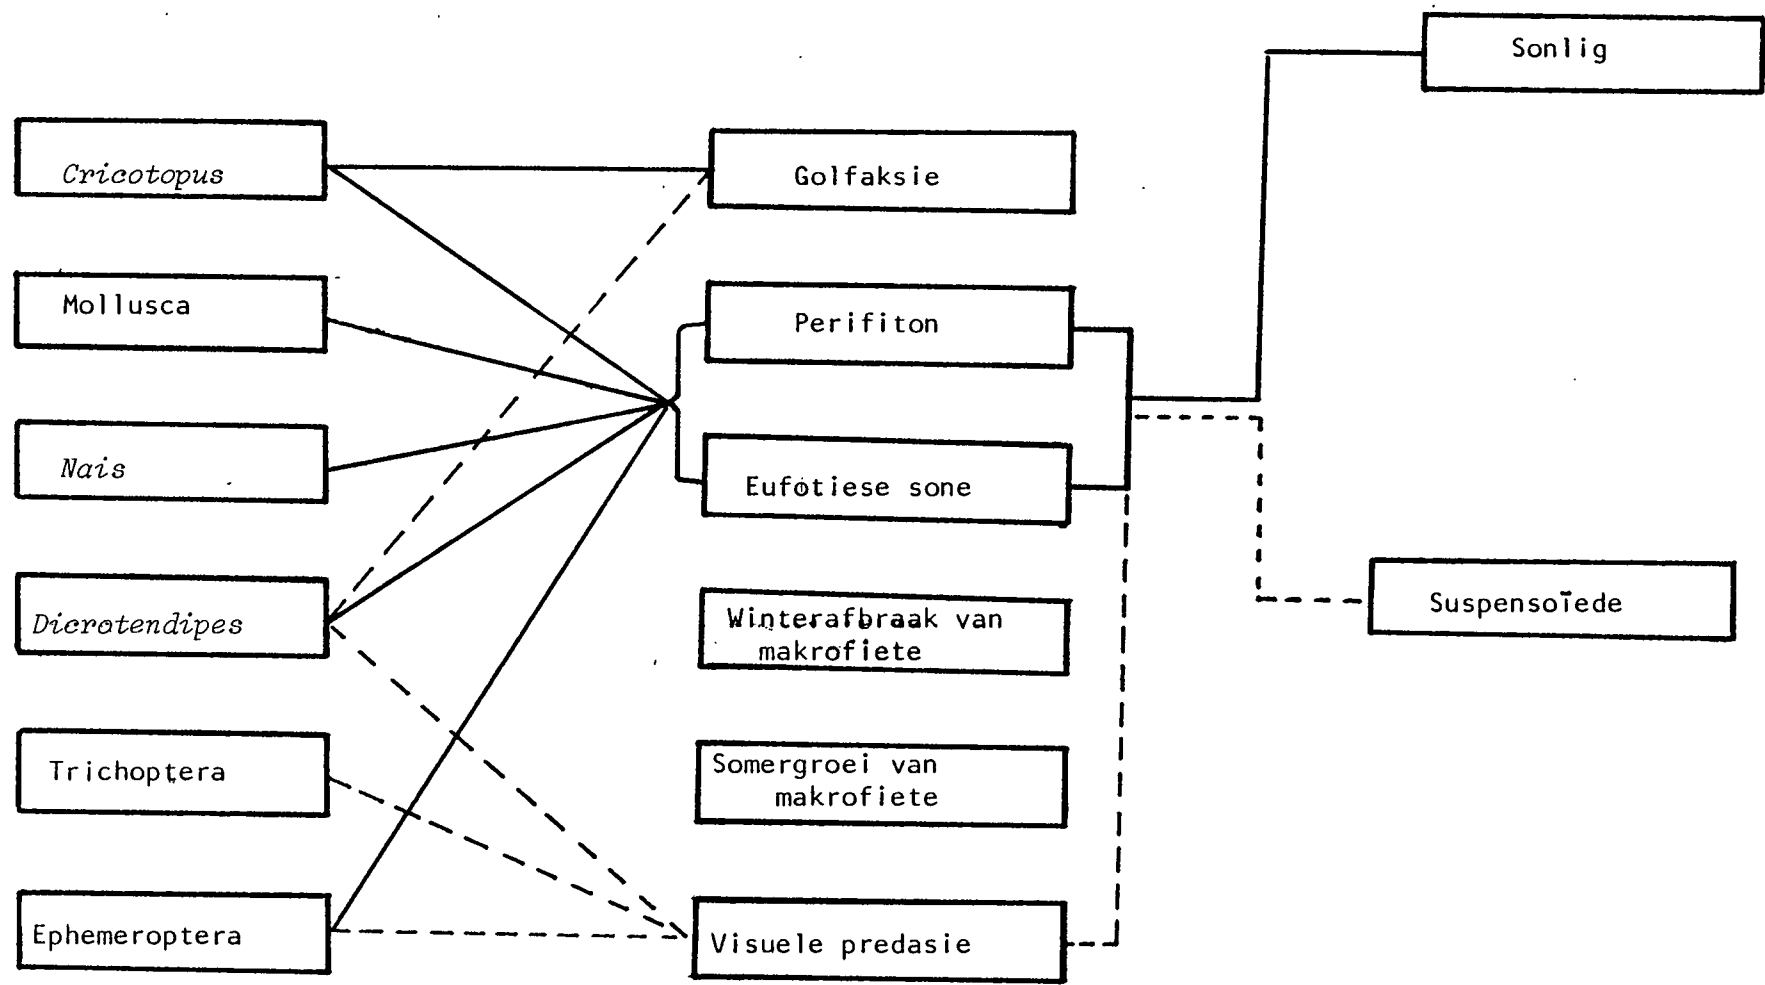 Sonlig
Cricotopus
Golfaksie
Mollusca
Perifiton
Nais
Eufotiese sone
Dicrotendipes
Winterafbraak van
makrofiete
Suspensoïede
Trichoptera
Somergroei van
makrofiete
Ephemeroptera
Visuele predasie